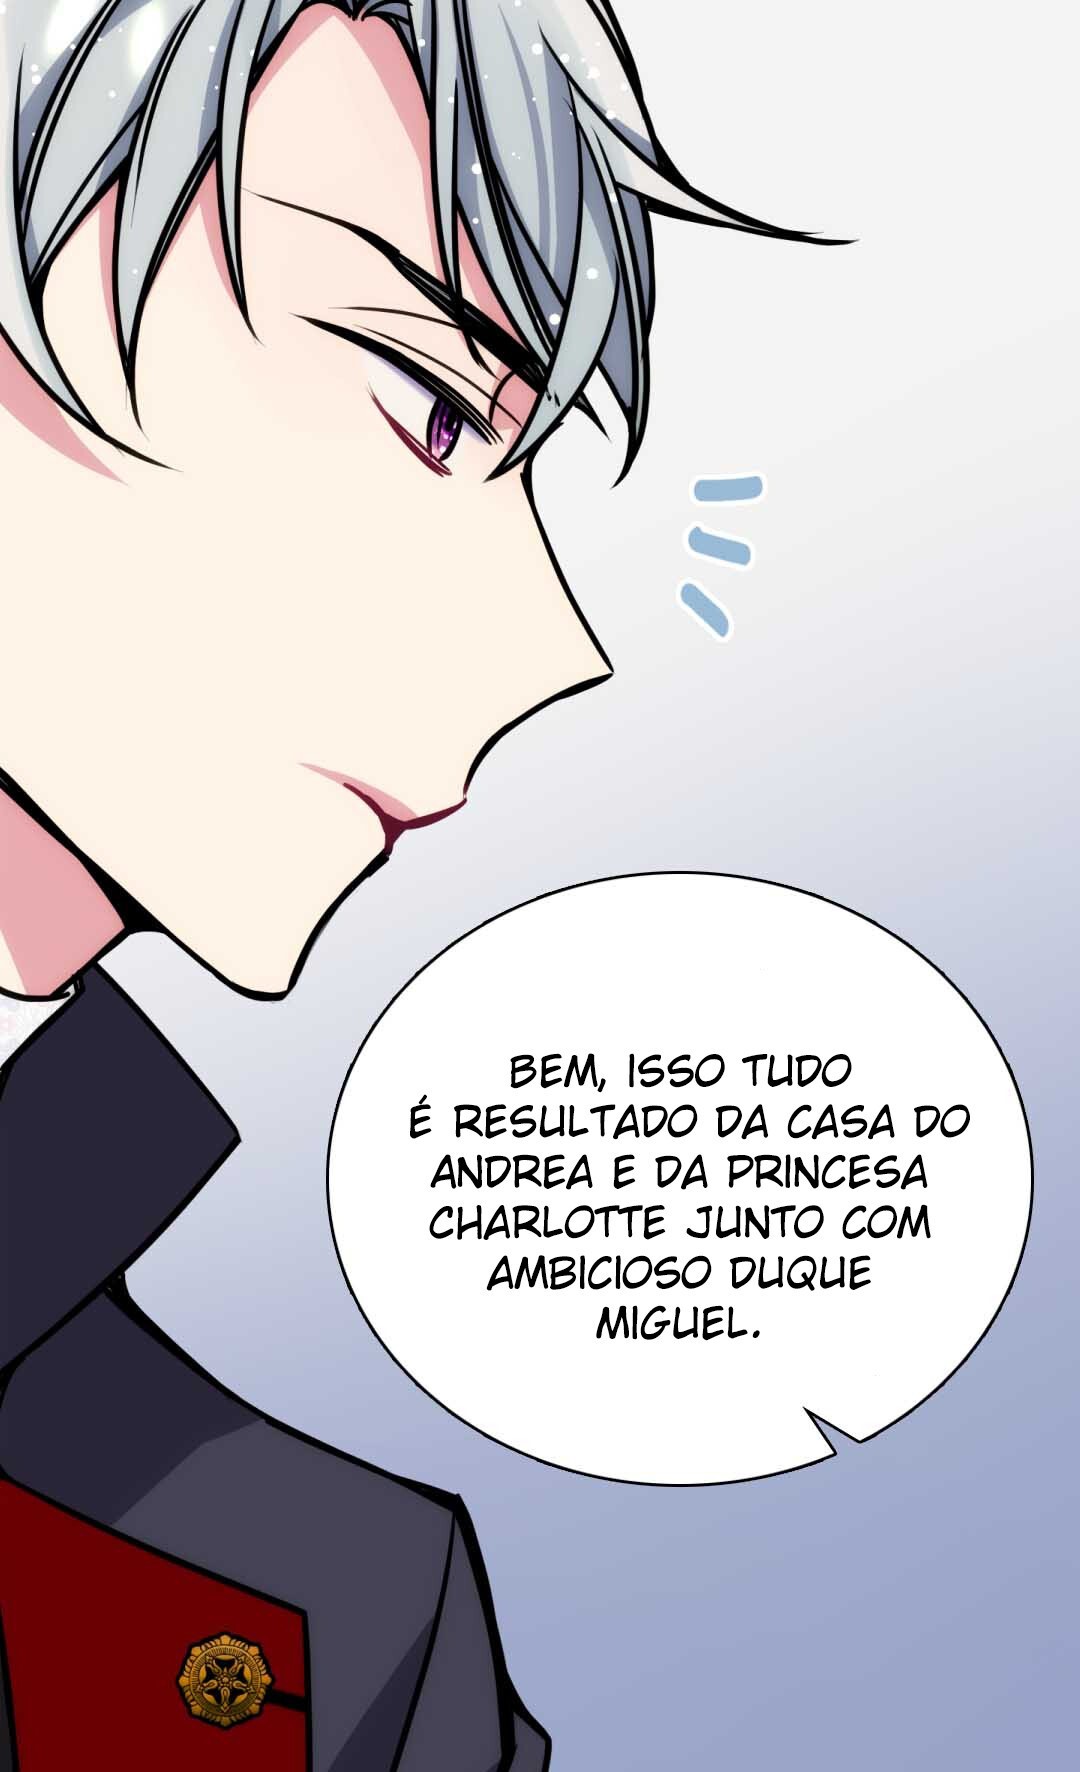 BEM, ISSO TUDO
É RESULTADO DA CASA DO
ANDREA E DA PRINCESA
CHARLOTTE JUNTO COM
AMBICIOSO DUQUE
MIGUEL.